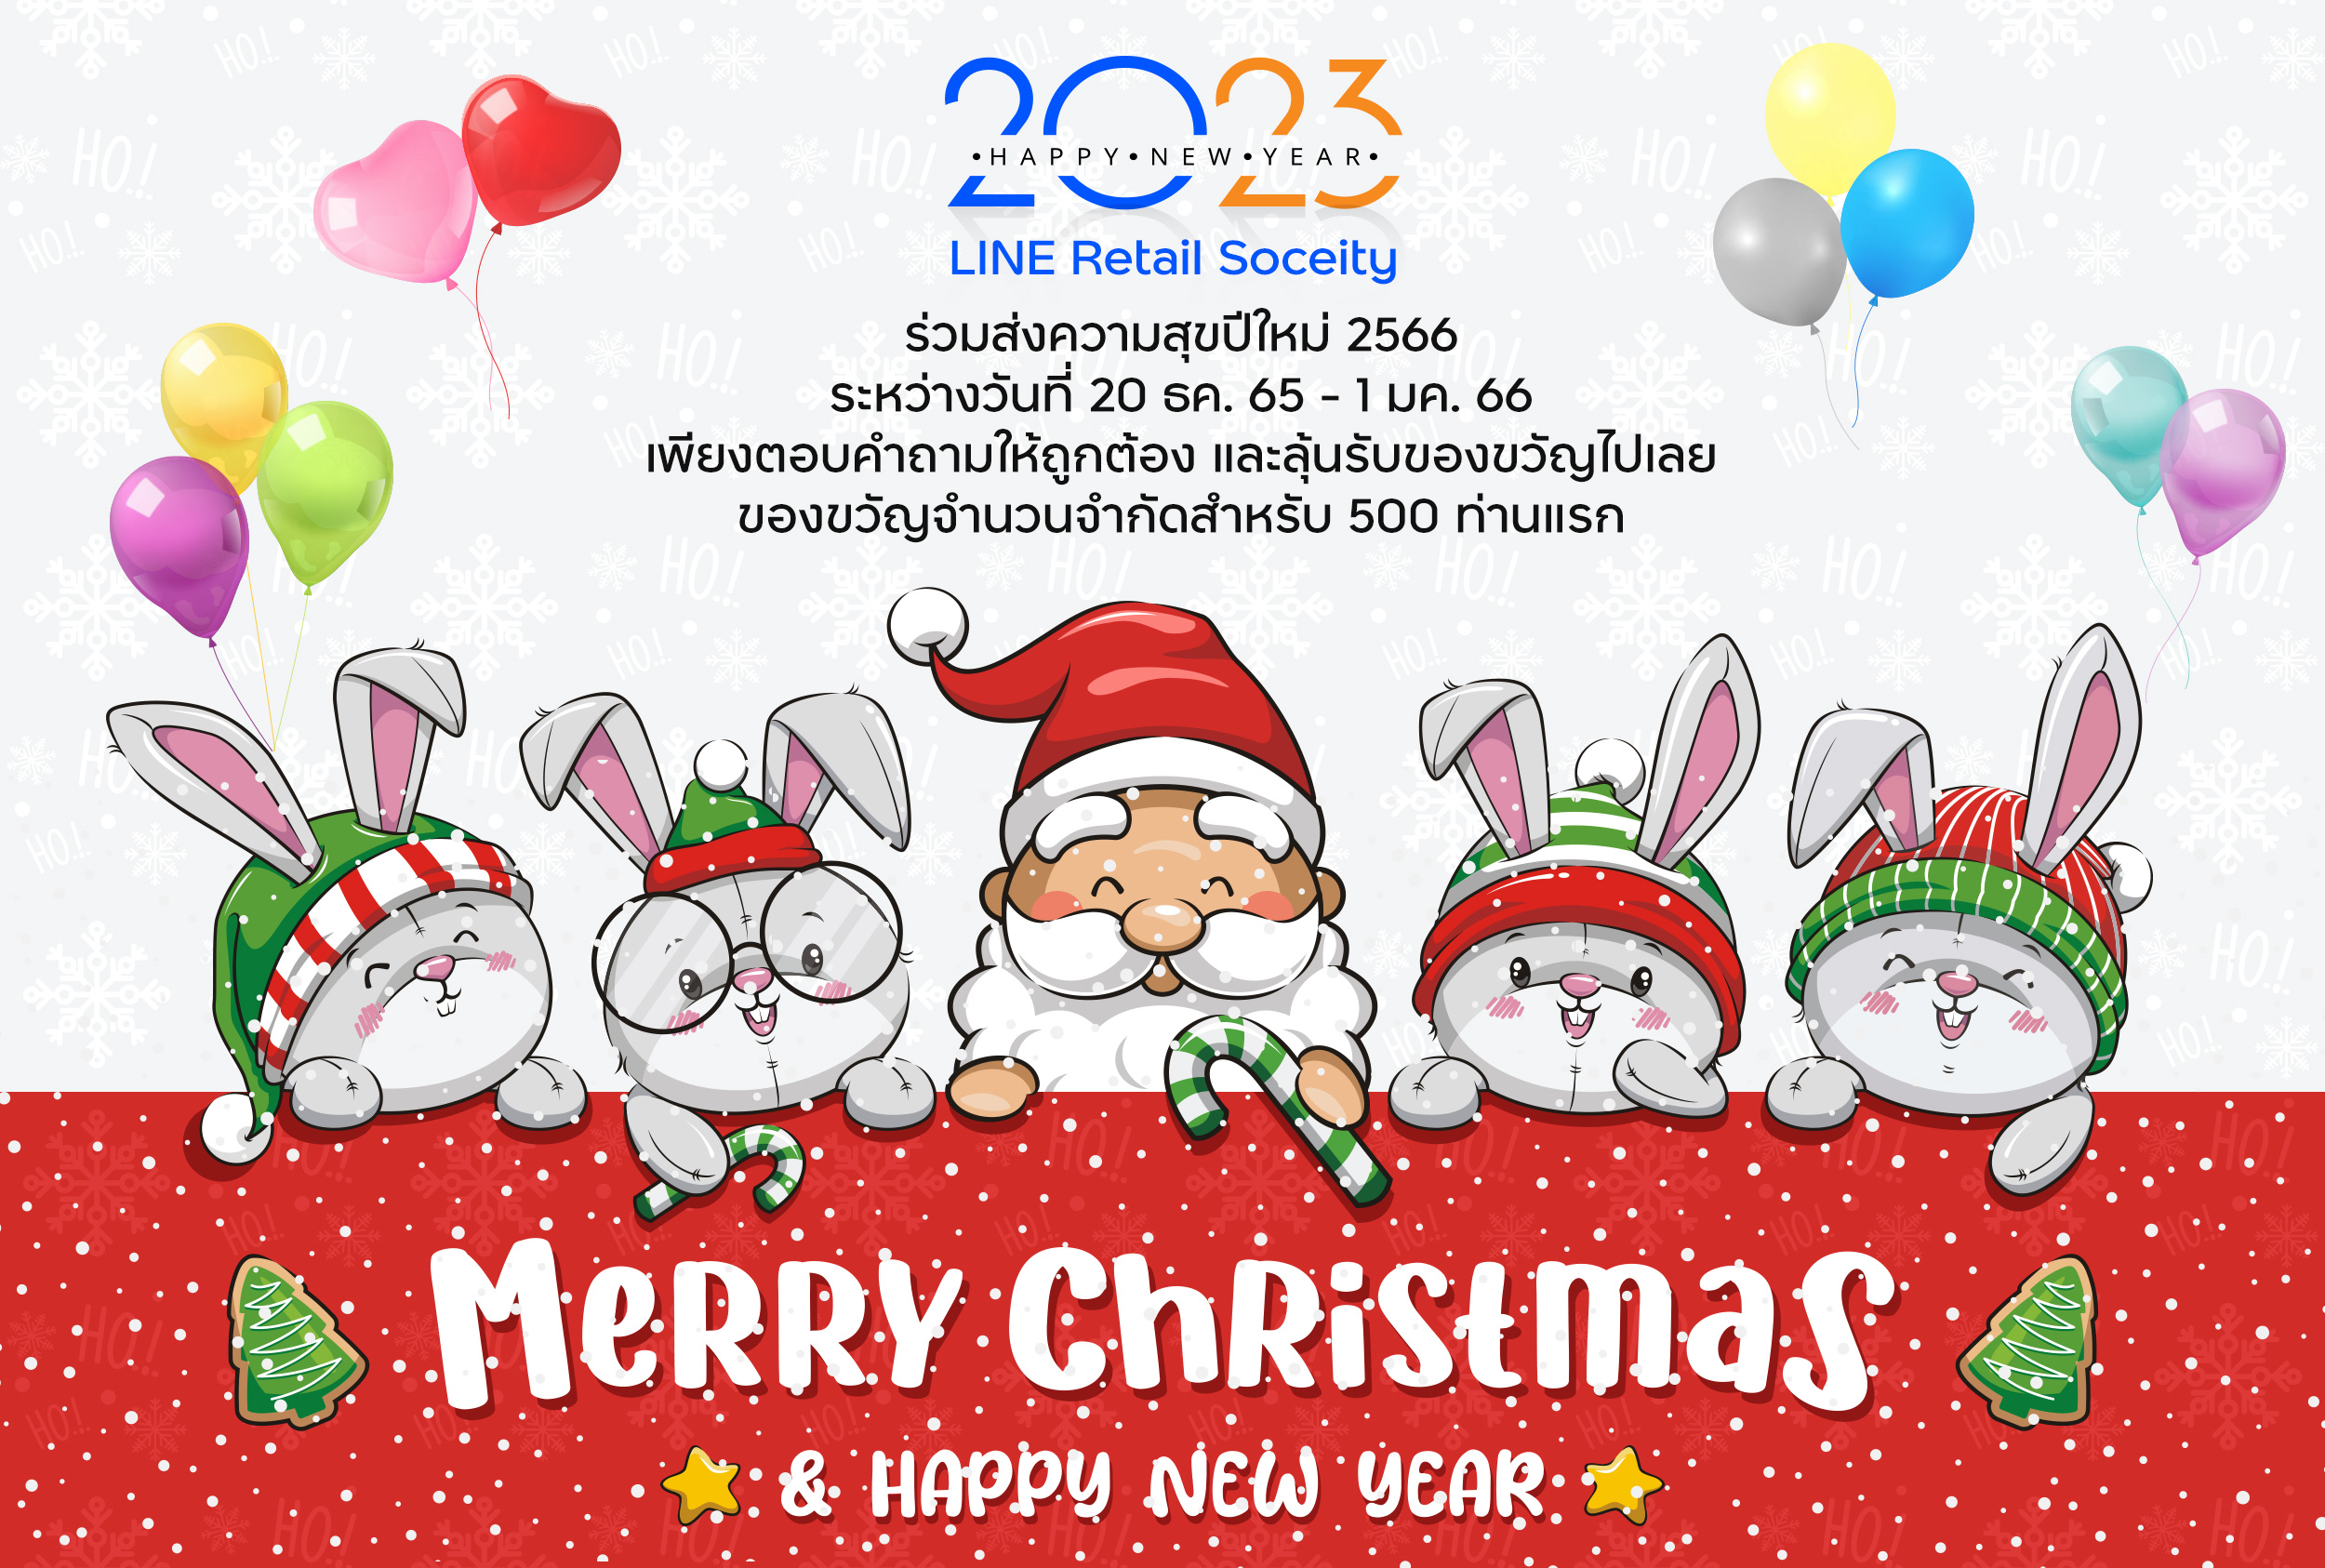 2023
•HAPPY•NEW•YEAR•
LINE Retail Soceity
ร่วมส่งความสุขปีใหม่ 2566
ระหว่างวันที่ 20 ธค. 65 - 1 มค. 66
เพียงตอบคำถามให้ถูกต้อง และลุ้นรับของขวัญไปเลย
ของขวัญจำนวนจำกัดสำหรับ 500 ท่านแรก
Merry Christmas
& HAPPY NEW YEAR